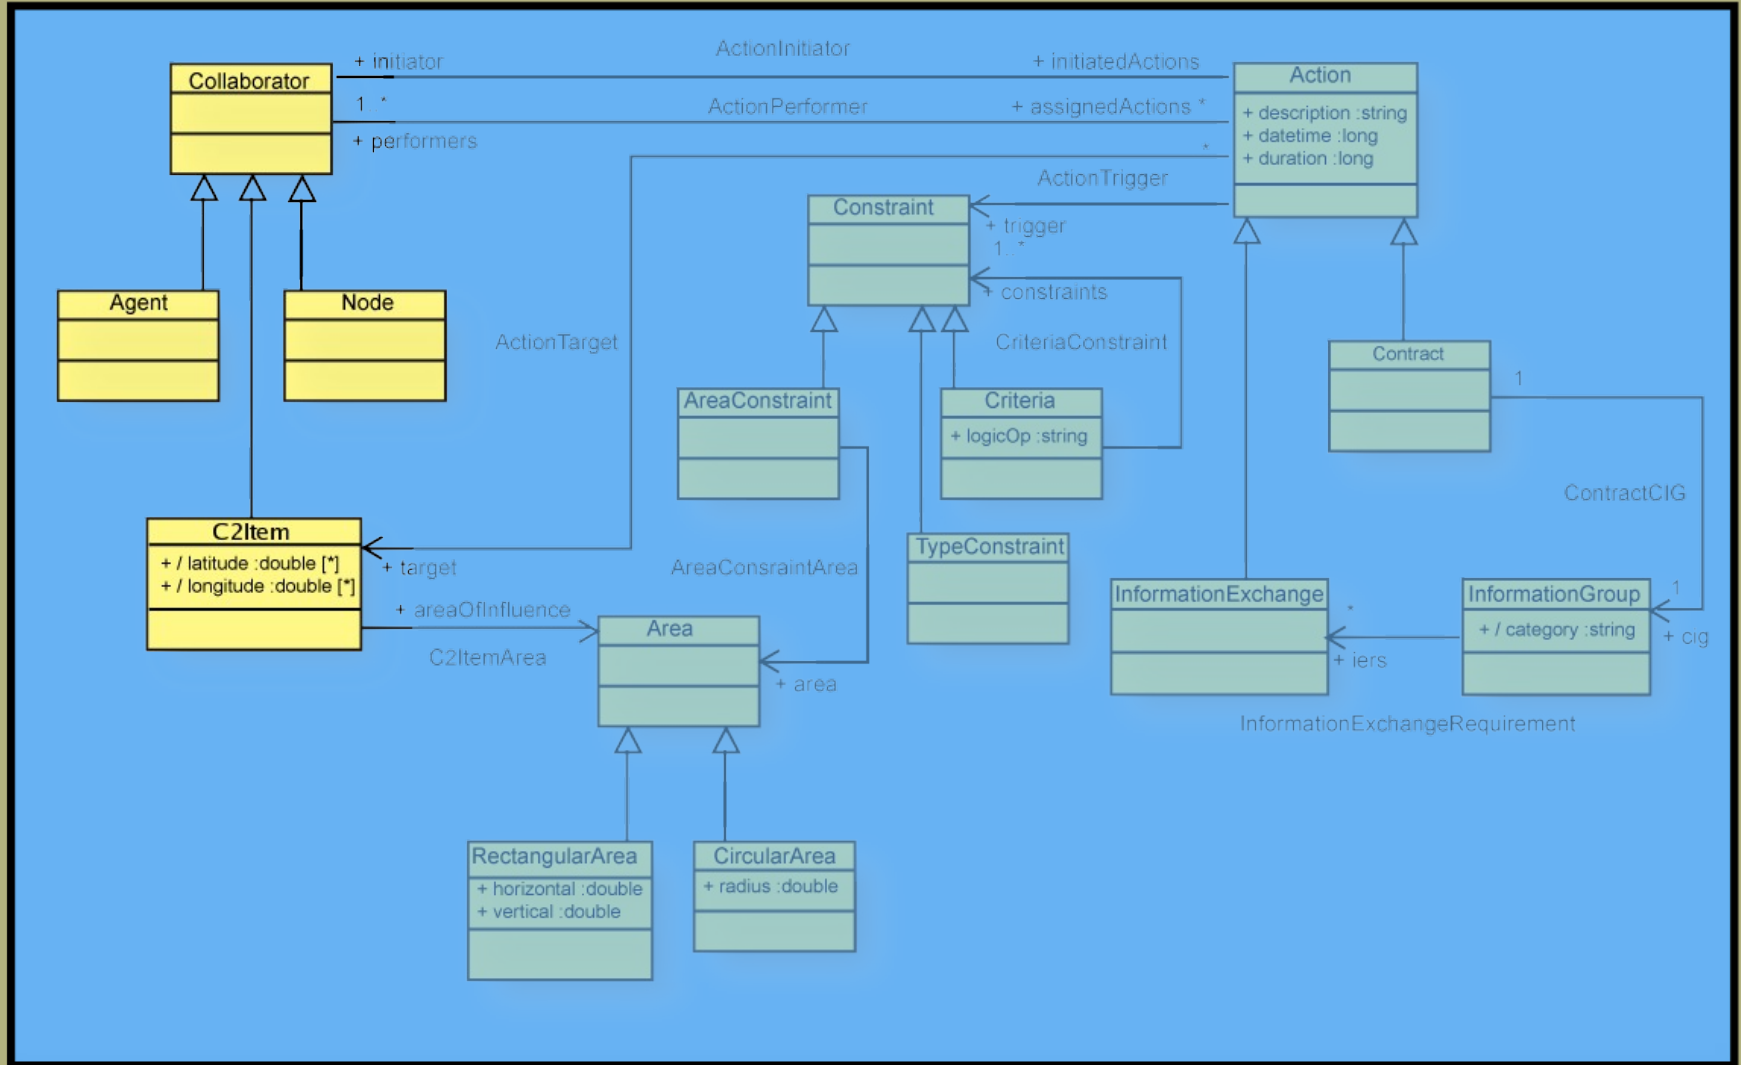 ActionInitiator
+ initiator
+ initiatedActions
Collaborator
Action
1 *
ActionPerformer
+ assignedActions *
+ description :string
+ performers
+ datetime :long
*
+ duration :long
ActionTrigger
Constraint
+ trigger
1..*
+ constraints
Agent
Node
ActionTarget
CriteriaConstraint
Contract
1
AreaConstraint
Criteria
+ logicOp :string
ContractCIG
C2Item
+ / latitude :double [*]
+ / longitude :double [*]
+ target
AreaConsraintArea
TypeConstraint
+ areaOfInfluence
InformationExchange
*
InformationGroup
1
Area
+ / category :string
+ cig
C2ItemArea
+ iers
+ area
InformationExchangeRequirement
RectangularArea
CircularArea
+ horizontal :double
+ radius :double
+ vertical :double